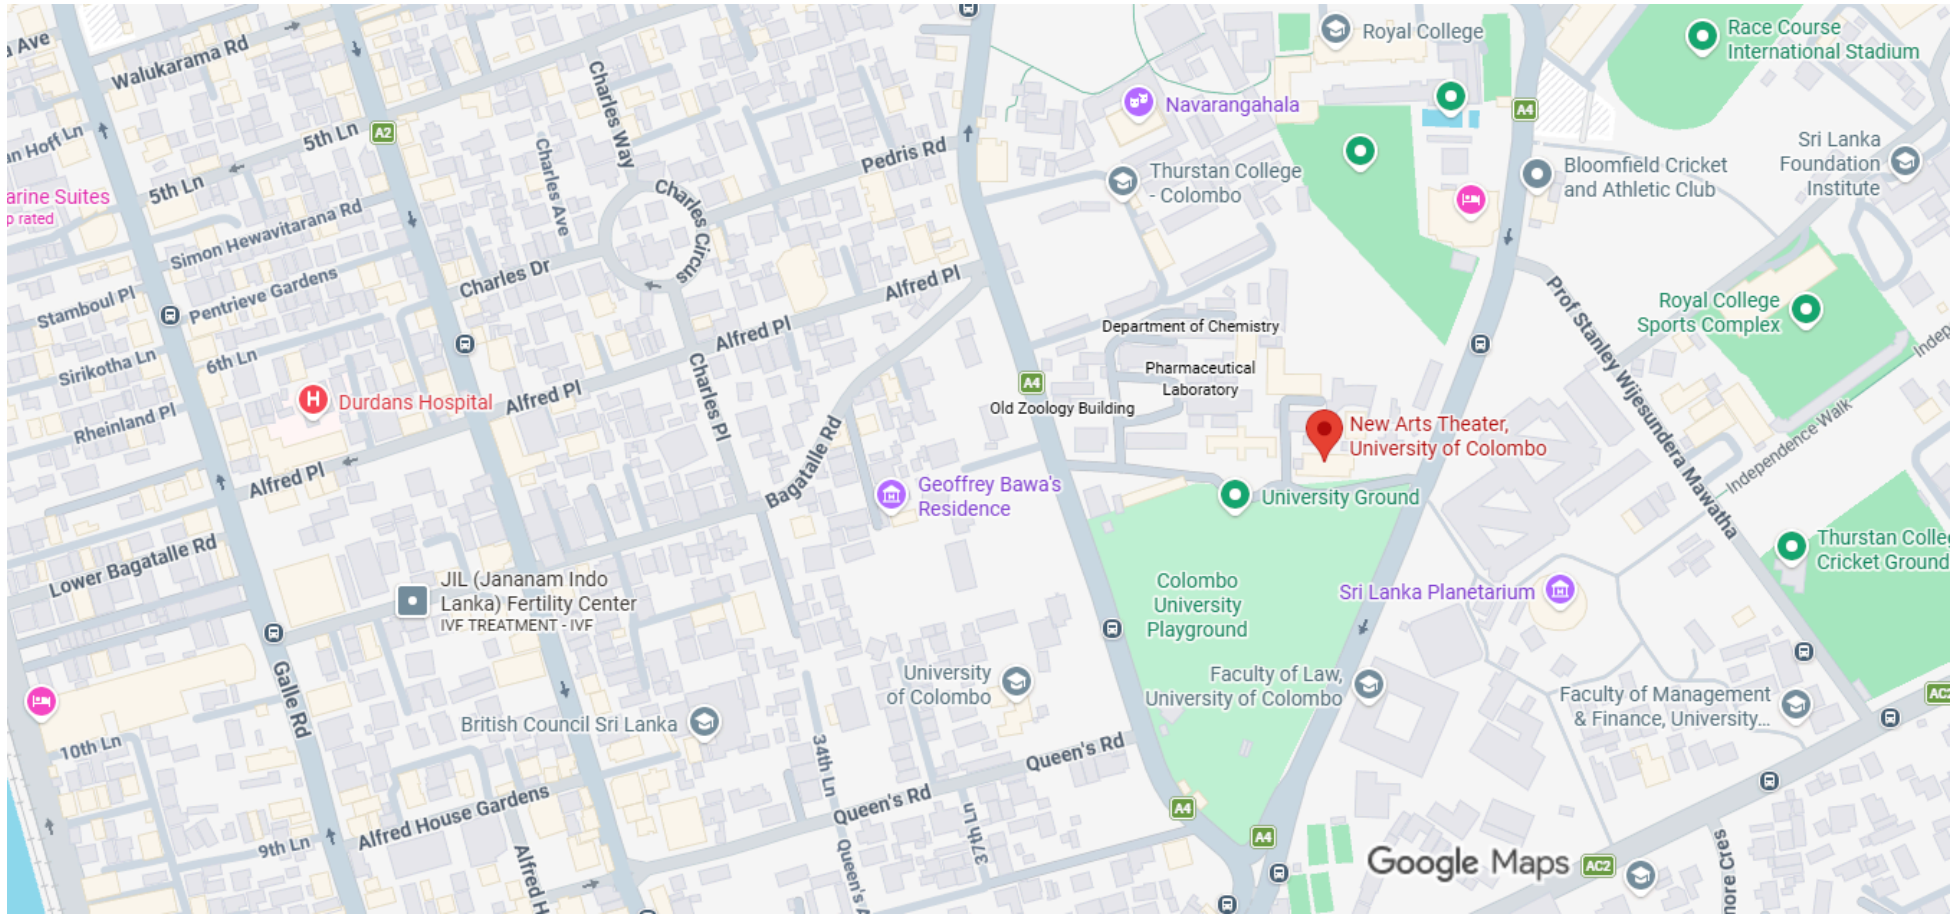 Walukarama Rd
5th Ln
A2
5th Ln
Simon Hewavitarana Rd
Pentrieve Gardens
Stamboul Pl
Sirikotha Ln
6th Ln
Rheinland Pl
Durdans Hospital
Alfred Pl
Alfred Pl
Alfred Pl
Alfred Pl
Charles Way
Charles Ave
Charles Circus
Charles Dr
Charles Pl
Pedris Rd
Bagatalle Rd
Lower Bagatalle Rd
Galle Rd
JIL (Jananam Indo
Lanka) Fertility Center
IVF TREATMENT - IVF
British Council Sri Lanka
10th Ln
9th Ln
Alfred House Gardens
Alfred H
34th Ln
37th Ln
Queen's Rd
Queen's Rd
Queen's A
University
of Colombo
Geoffrey Bawa's
Residence
arine Suites
p rated
an Hoff Ln
Ave
Royal College
Navarangahala
Thurstan College
- Colombo
Department of Chemistry
Pharmaceutical
Laboratory
Old Zoology Building
A4
New Arts Theater,
University of Colombo
University Ground
Colombo
University
Playground
Faculty of Law,
University of Colombo
Sri Lanka Planetarium
A4
A4
A4
Race Course
International Stadium
Bloomfield Cricket
and Athletic Club
Sri Lanka
Foundation
Institute
Royal College
Sports Complex
Prof Stanley Wijesundera Mawatha
Independence Walk
Indep
Thurstan Colle
Cricket Ground
Faculty of Management
& Finance, University...
AC2
AC2
more Cres
Google Maps